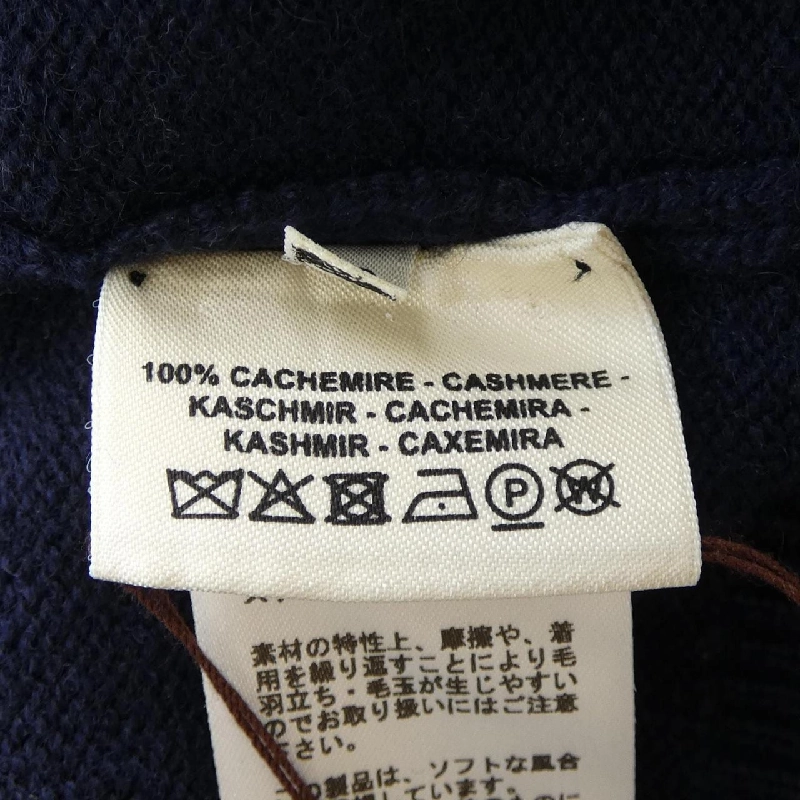 100% CACHEMIRE - CASHMERE -
KASCHMIR - CACHEMIRA -
KASHMIR - CAXEMIRA
P
W
素材の特性上、摩擦や、着
用を繰り返すことにより毛
羽立ち・毛玉が生じやすい
のでお取り扱いにはご注意
ださい。
の製品は、ソフトな風合